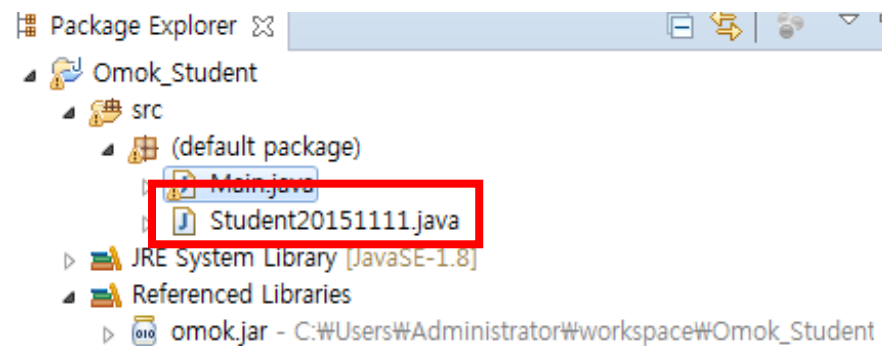 Package Explorer
Omok_Student
src
(default package)
Main.java
Student20151111.java
JRE System Library [JavaSE-1.8]
Referenced Libraries
omok.jar - C:₩Users₩Administrator₩workspace₩Omok_Student